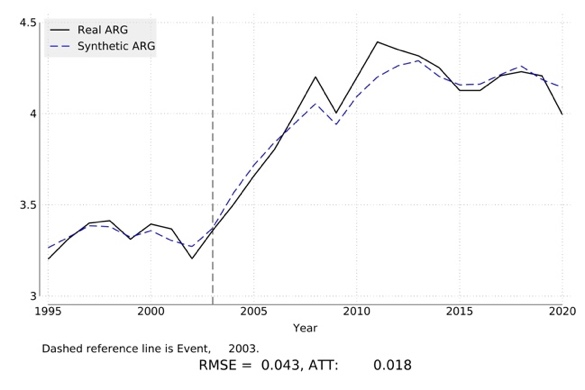 4.5
Real ARG
Synthetic ARG
4
3.5
3
1995 2000 2005 2010 2015 2020
Year
Dashed reference line is Event, 2003.
RMSE = 0.043, ATT: 0.018